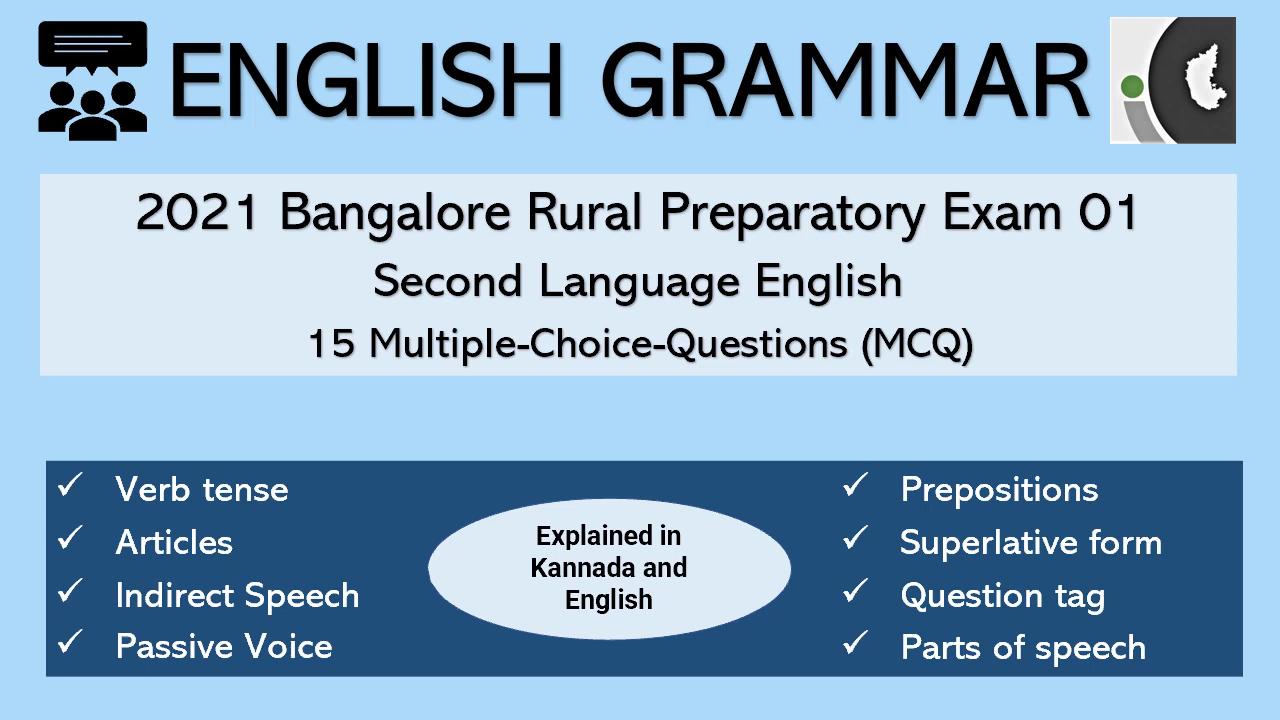 ENGLISH GRAMMAR
2021 Bangalore Rural Preparatory Exam 01
Second Language English
15 Multiple-Choice-Questions (MCQ)
✓ Verb tense
✓ Articles
✓ Indirect Speech
✓ Passive Voice
Explained in
Kannada and
English
✓ Prepositions
✓ Superlative form
✓ Question tag
✓ Parts of speech